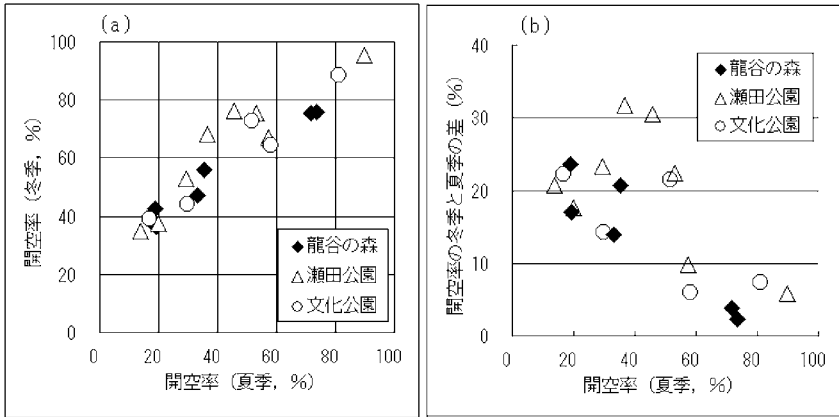 (a)
開空率 (冬季, %)
100
80
60
40
20
0
0 20 40 60 80 100
◆龍谷の森
△瀬田公園
○文化公園
開空率 (夏季, %)
(b)
開空率の冬季と夏季の差 (%)
40
30
20
10
0
0 20 40 60 80 100
◆龍谷の森
△瀬田公園
○文化公園
開空率 (夏季, %)